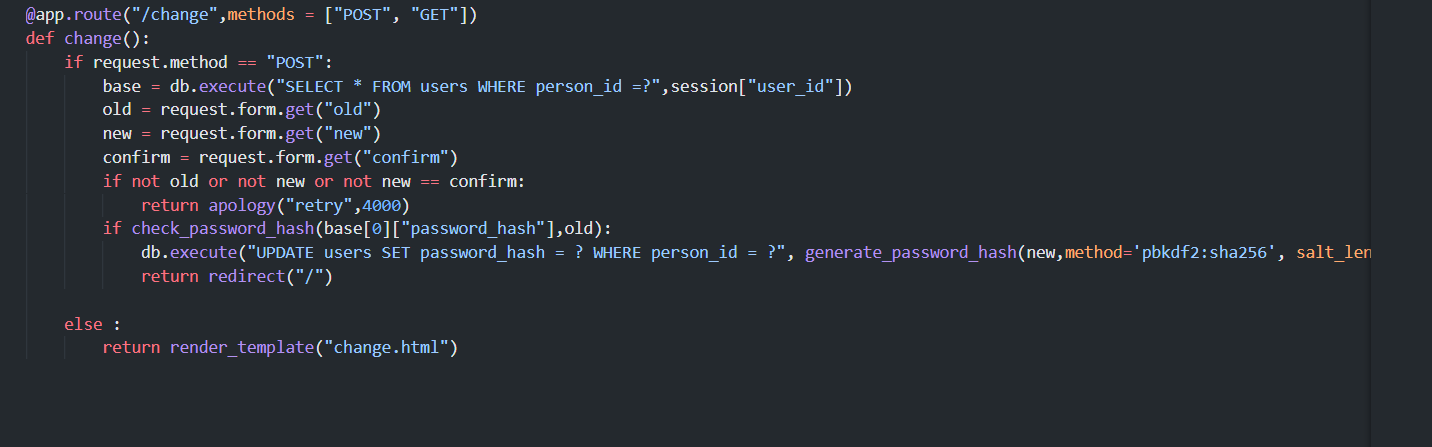 @app.route("/change",methods = ["POST", "GET"])
def change():
    if request.method == "POST":
        base = db.execute("SELECT * FROM users WHERE person_id =?",session["user_id"])
        old = request.form.get("old")
        new = request.form.get("new")
        confirm = request.form.get("confirm")
        if not old or not new or not new == confirm:
            return apology("retry",4000)
        if check_password_hash(base[0]["password_hash"],old):
            db.execute("UPDATE users SET password_hash = ? WHERE person_id = ?", generate_password_hash(new,method='pbkdf2:sha256', salt_len
            return redirect("/")
    else :
        return render_template("change.html")